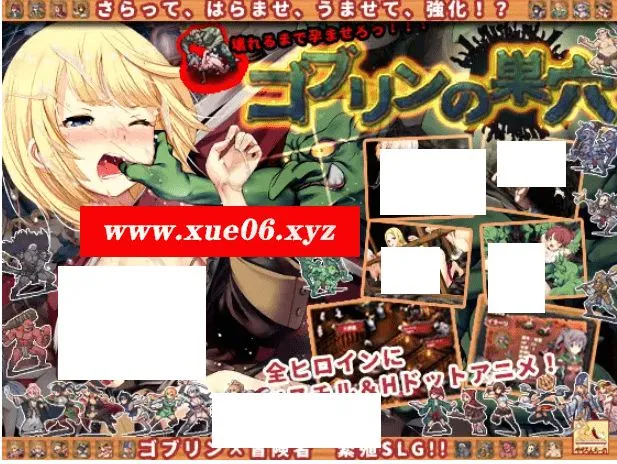 さらって、はらませ、うませて、強化！？
壊れるまで孕ませろっ！！！
ゴブリンの巣穴
www.xue06.xyz
全ヒロインに
スチル＆Hドットアニメ！
ゴブリン×冒険者　繁殖SLG!!